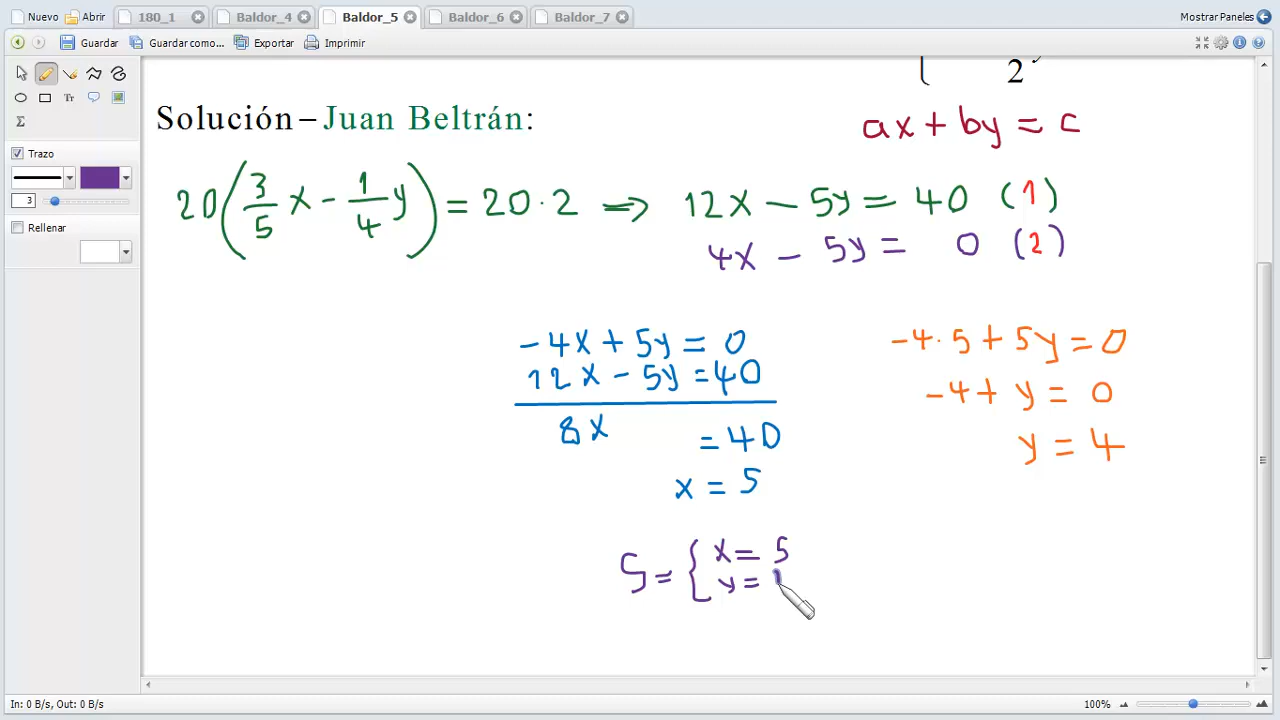 Nuevo Abrir 180_1 Baldor_4 Baldor_5 Baldor_6 Baldor_7 Mostrar Paneles
Guardar Guardar como... Exportar Imprimir
2
Solución – Juan Beltrán:
ax + by = c
20(3/5 x − 1/4 y) = 20·2 ⇒ 12x − 5y = 40 (1)
4x − 5y = 0 (2)
Trazo
3
Rellenar
−4x + 5y = 0
12x − 5y = 40
8x = 40
x = 5
−4·5 + 5y = 0
−4 + y = 0
y = 4
S = { x = 5
y =
Tr
Σ
100%
In: 0 B/s, Out: 0 B/s